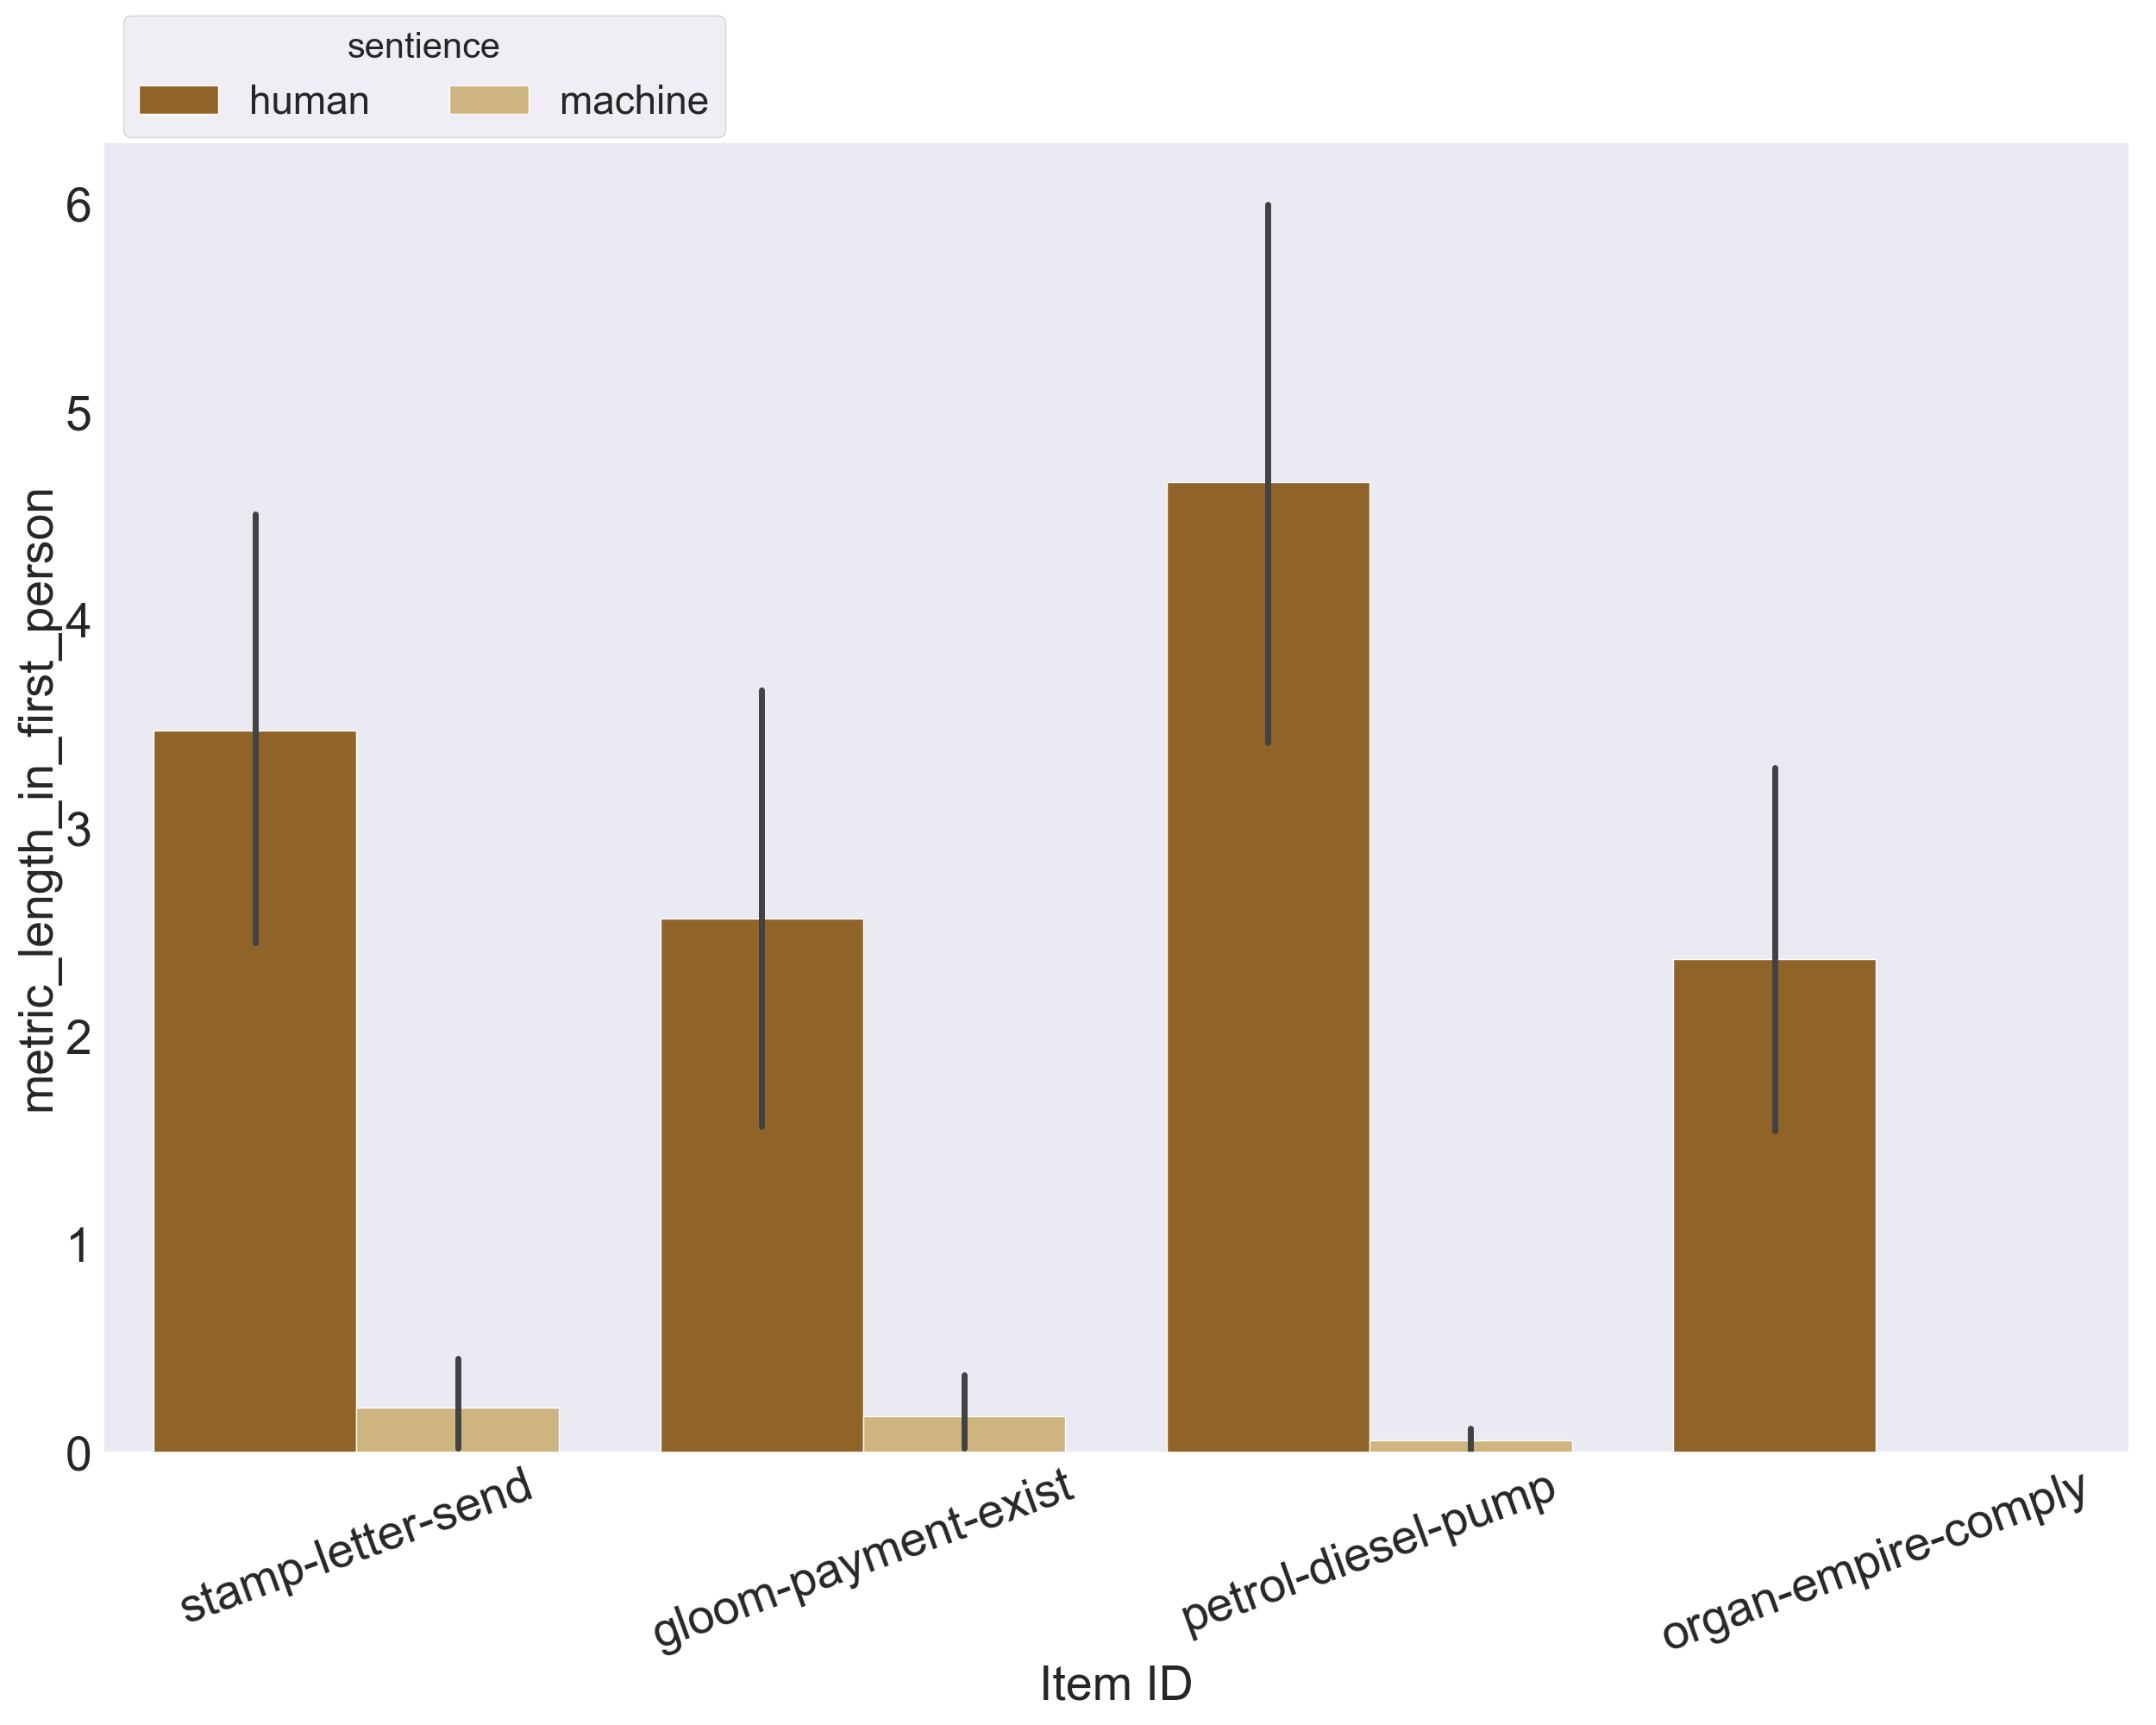 sentience
human machine
6
5
4
3
2
1
0
metric_length_in_first_person
stamp-letter-send
gloom-payment-exist
petrol-diesel-pump
organ-empire-comply
Item ID